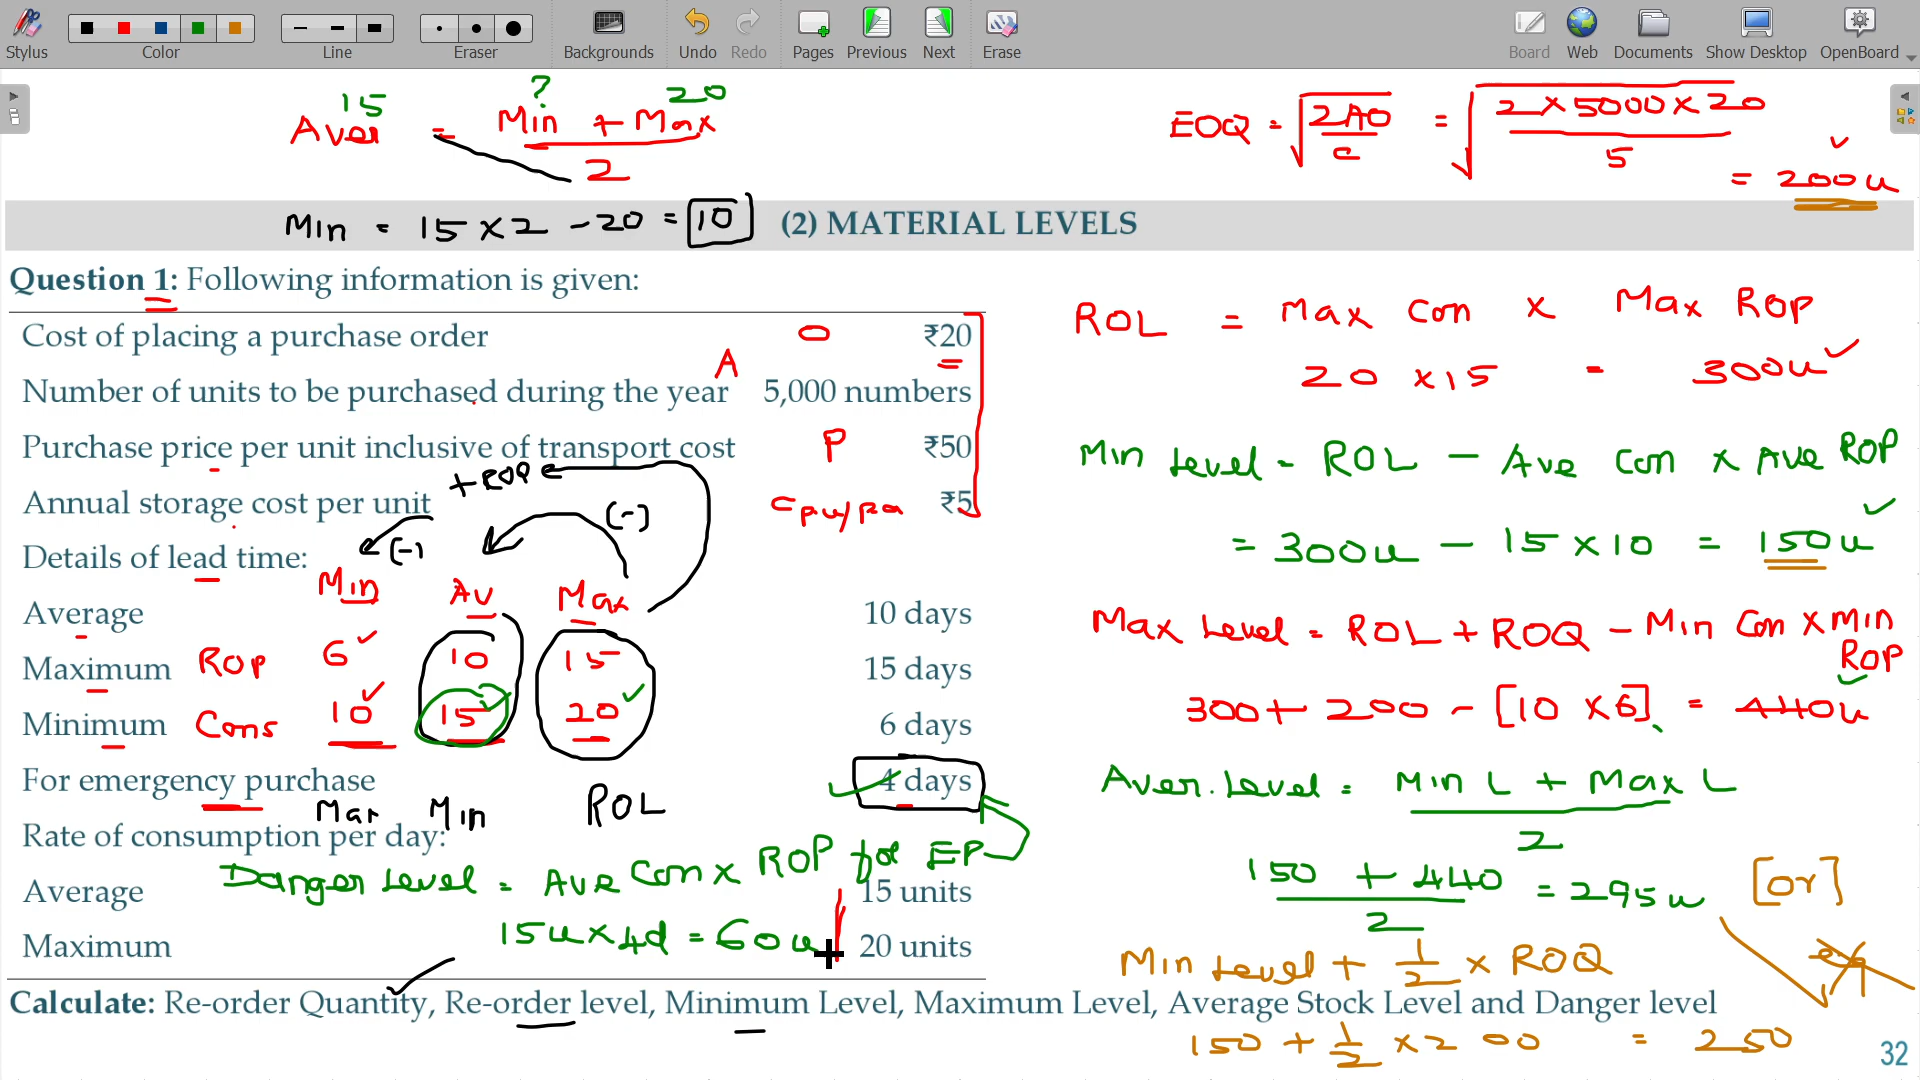 Stylus
Color
Line
Eraser
Backgrounds
Undo
Redo
Pages
Previous
Next
Erase
Board
Web
Documents
Show Desktop
OpenBoard
15 ? 20
Aver = Min + Max
2
Min = 15 × 2 - 20 = 10
EOQ = √2AO = √2 × 5000 × 20
c 5
= 200u
(2) MATERIAL LEVELS
Question 1: Following information is given:
Cost of placing a purchase order O ₹20
Number of units to be purchased during the year A 5,000 numbers
Purchase price per unit inclusive of transport cost P ₹50
+ ROP
Annual storage cost per unit C pu/pa ₹5
(-) (-)
Details of lead time:
Min Av Max
Average 10 days
Maximum 15 days
ROP 6 10 15
Minimum 6 days
Cons 10 15 20
For emergency purchase 4 days
Max Min ROL
Rate of consumption per day:
Danger Level = Ave Con × ROP for EP
Average 15 units
15u × 4d = 60u
Maximum 20 units
Calculate: Re-order Quantity, Re-order level, Minimum Level, Maximum Level, Average Stock Level and Danger level
ROL = Max Con × Max ROP
20 × 15 = 300u
Min Level = ROL - Ave Con × Ave ROP
= 300u - 15 × 10 = 150u
Max Level = ROL + ROQ - Min Con × Min ROP
300 + 200 - [10 × 6] = 440u
Aver. Level = Min L + Max L
2
150 + 440 = 295u [or]
2
Min Level + 1/2 × ROQ
150 + 1/2 × 200 = 250
32